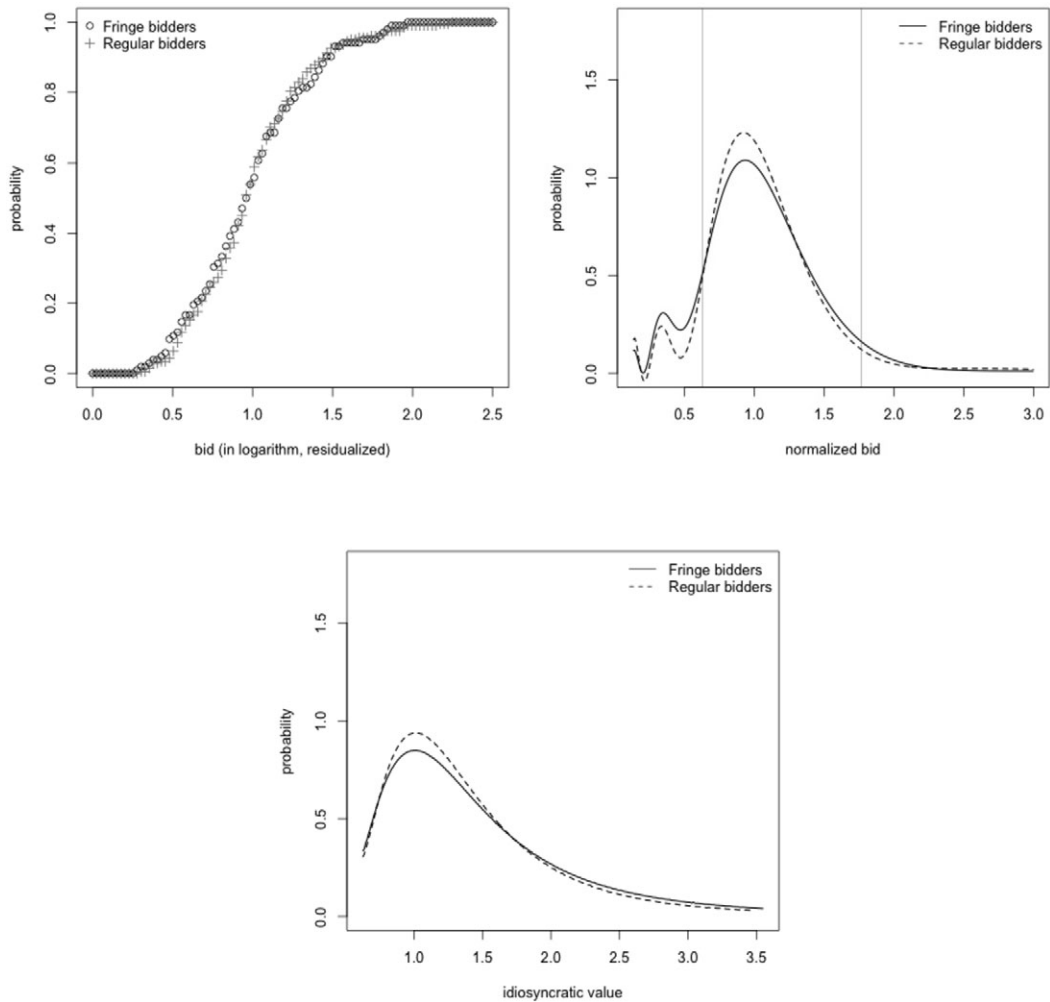 Fringe bidders
Regular bidders
probability
0.0 0.2 0.4 0.6 0.8 1.0
0.0 0.5 1.0 1.5 2.0 2.5
bid (in logarithm, residualized)
Fringe bidders
Regular bidders
probability
0.0 0.5 1.0 1.5
0.5 1.0 1.5 2.0 2.5 3.0
normalized bid
Fringe bidders
Regular bidders
probability
0.0 0.5 1.0 1.5
1.0 1.5 2.0 2.5 3.0 3.5
idiosyncratic value